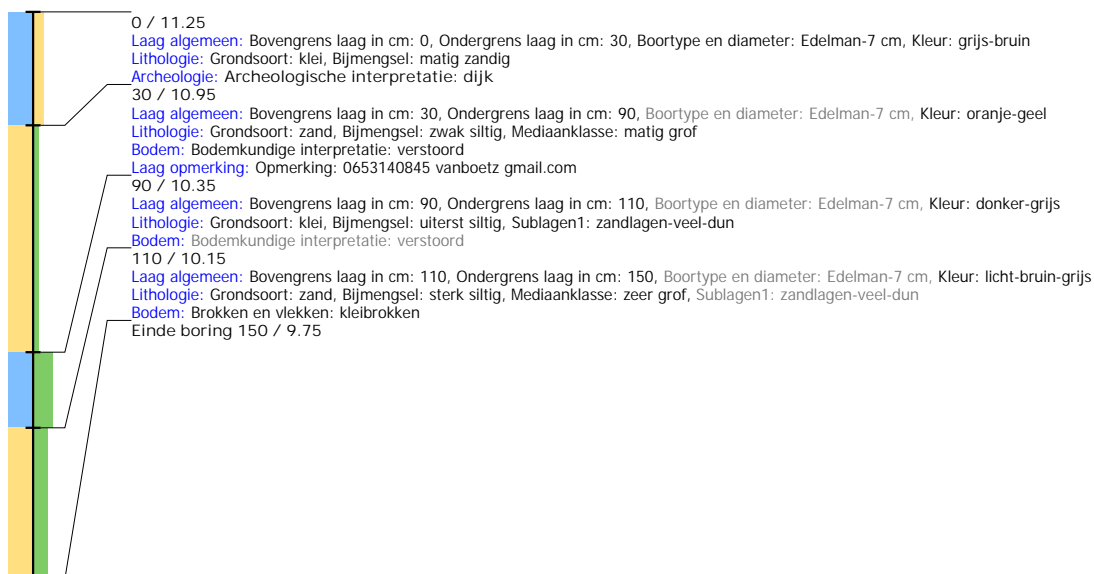 0 / 11.25
Laag algemeen: Bovengrens laag in cm: 0, Ondergrens laag in cm: 30, Boortype en diameter: Edelman-7 cm, Kleur: grijs-bruin
Lithologie: Grondsoort: klei, Bijmengsel: matig zandig
Archeologie: Archeologische interpretatie: dijk
30 / 10.95
Laag algemeen: Bovengrens laag in cm: 30, Ondergrens laag in cm: 90, Boortype en diameter: Edelman-7 cm, Kleur: oranje-geel
Lithologie: Grondsoort: zand, Bijmengsel: zwak siltig, Mediaanklasse: matig grof
Bodem: Bodemkundige interpretatie: verstoord
Laag opmerking: Opmerking: 0653140845 vanboetz gmail.com
90 / 10.35
Laag algemeen: Bovengrens laag in cm: 90, Ondergrens laag in cm: 110, Boortype en diameter: Edelman-7 cm, Kleur: donker-grijs
Lithologie: Grondsoort: klei, Bijmengsel: uiterst siltig, Sublagen1: zandlagen-veel-dun
Bodem: Bodemkundige interpretatie: verstoord
110 / 10.15
Laag algemeen: Bovengrens laag in cm: 110, Ondergrens laag in cm: 150, Boortype en diameter: Edelman-7 cm, Kleur: licht-bruin-grijs
Lithologie: Grondsoort: zand, Bijmengsel: sterk siltig, Mediaanklasse: zeer grof, Sublagen1: zandlagen-veel-dun
Bodem: Brokken en vlekken: kleibrokken
Einde boring 150 / 9.75